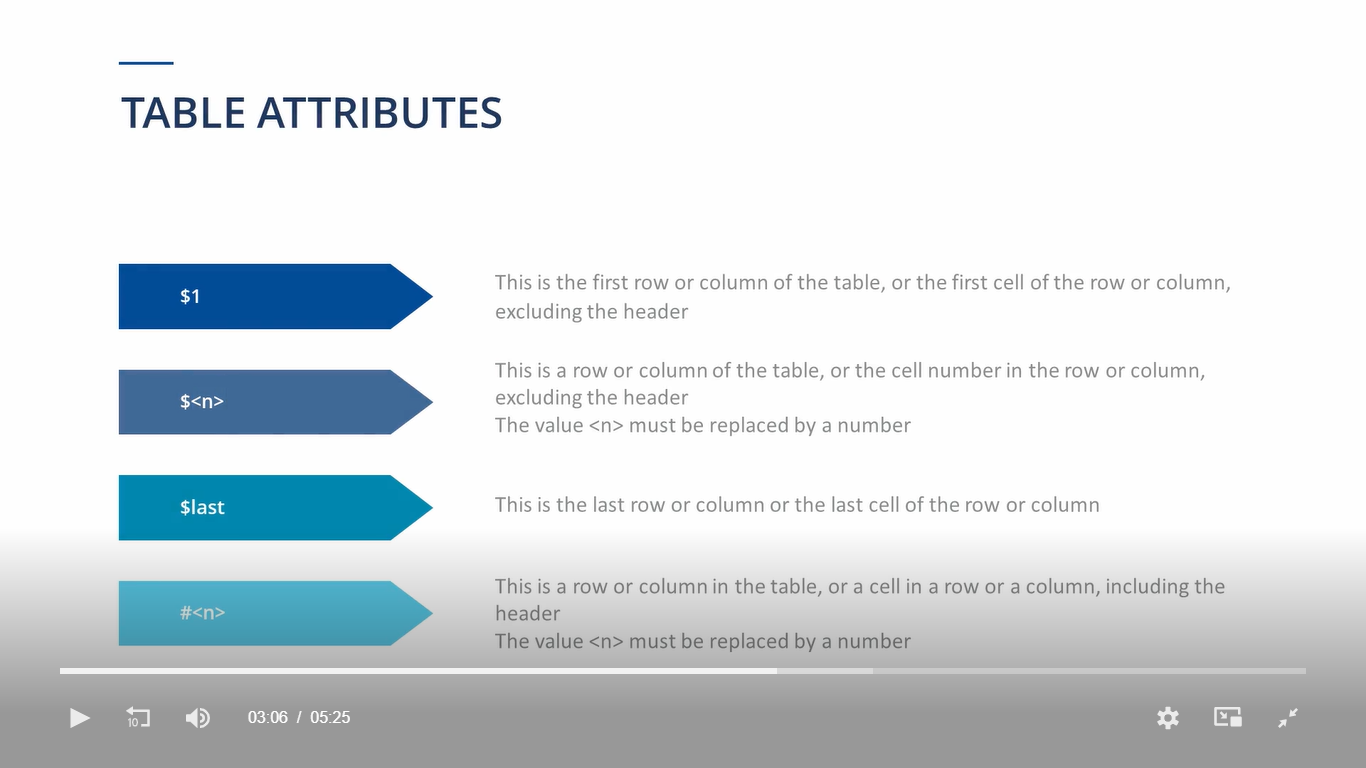 TABLE ATTRIBUTES
$1
This is the first row or column of the table, or the first cell of the row or column,
excluding the header
$<n>
This is a row or column of the table, or the cell number in the row or column,
excluding the header
The value <n> must be replaced by a number
$last
This is the last row or column or the last cell of the row or column
#<n>
This is a row or column in the table, or a cell in a row or a column, including the
header
The value <n> must be replaced by a number
10
03:06 / 05:25